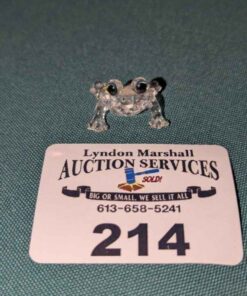 Lyndon Marshall
AUCTION SERVICES
SOLD!
BIG OR SMALL, WE SELL IT ALL
613-658-5241
214